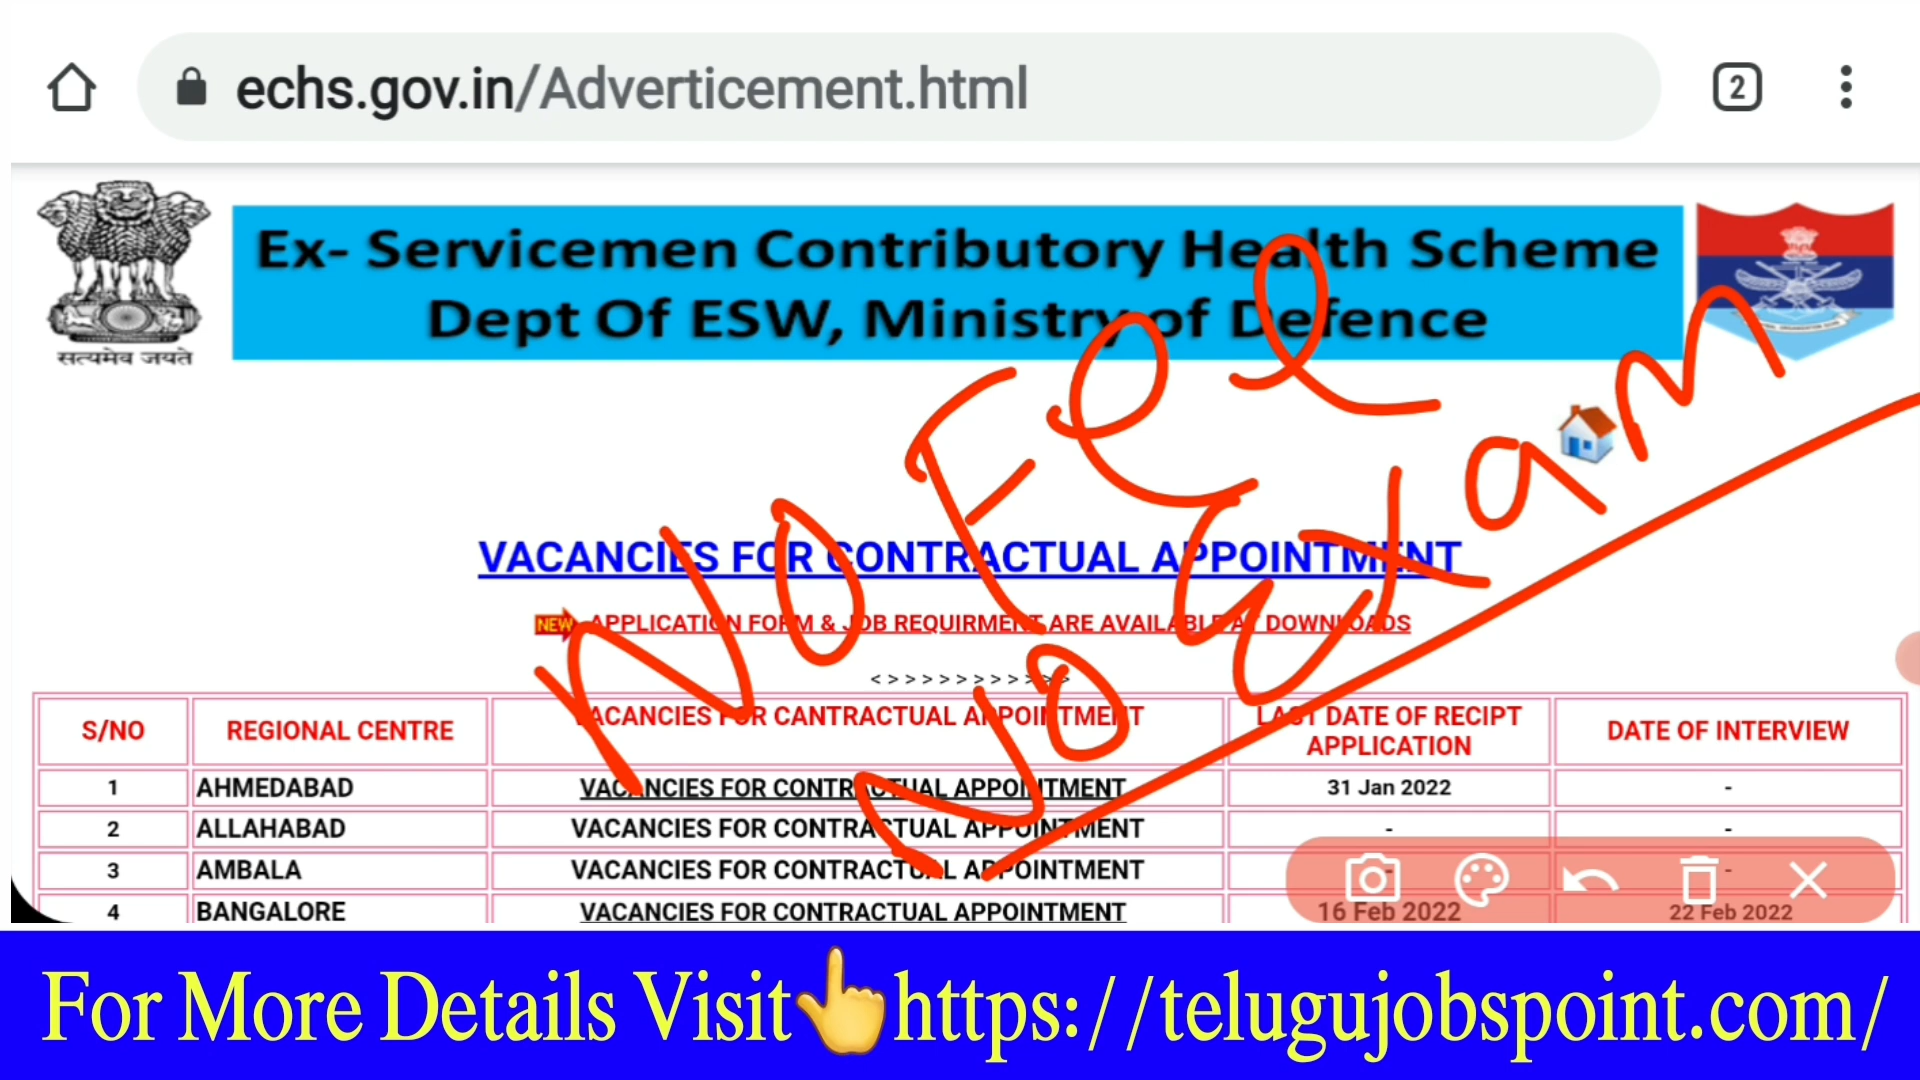 echs.gov.in/Adverticement.html
2
Ex- Servicemen Contributory Health Scheme
Dept Of ESW, Ministry of Defence
सत्यमेव जयते
No Fee
No Exam
VACANCIES FOR CONTRACTUAL APPOINTMENT
NEW APPLICATION FORM & JOB REQUIRMENT ARE AVAILABLE AT DOWNLOADS
< > > > > > > > > > > >
S/NO REGIONAL CENTRE VACANCIES FOR CANTRACTUAL APPOINTMENT LAST DATE OF RECIPT APPLICATION DATE OF INTERVIEW
1 AHMEDABAD VACANCIES FOR CONTRACTUAL APPOINTMENT 31 Jan 2022 -
2 ALLAHABAD VACANCIES FOR CONTRACTUAL APPOINTMENT - -
3 AMBALA VACANCIES FOR CONTRACTUAL APPOINTMENT - -
4 BANGALORE VACANCIES FOR CONTRACTUAL APPOINTMENT 16 Feb 2022 22 Feb 2022
For More Details Visit👆https://telugujobspoint.com/